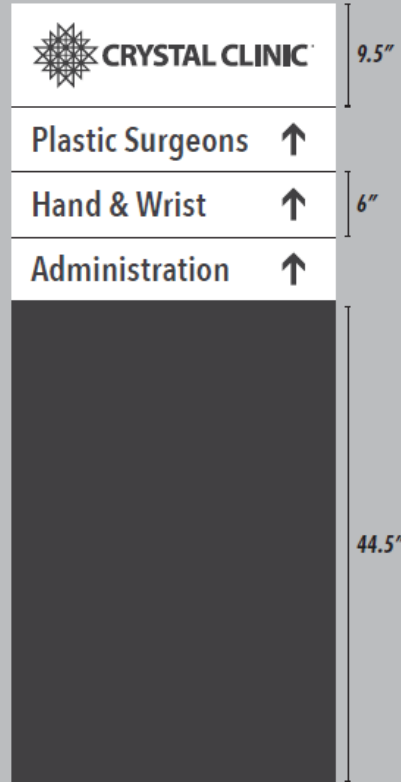 CRYSTAL CLINIC
9.5"
Plastic Surgeons ↑
Hand & Wrist ↑
6"
Administration ↑
44.5"